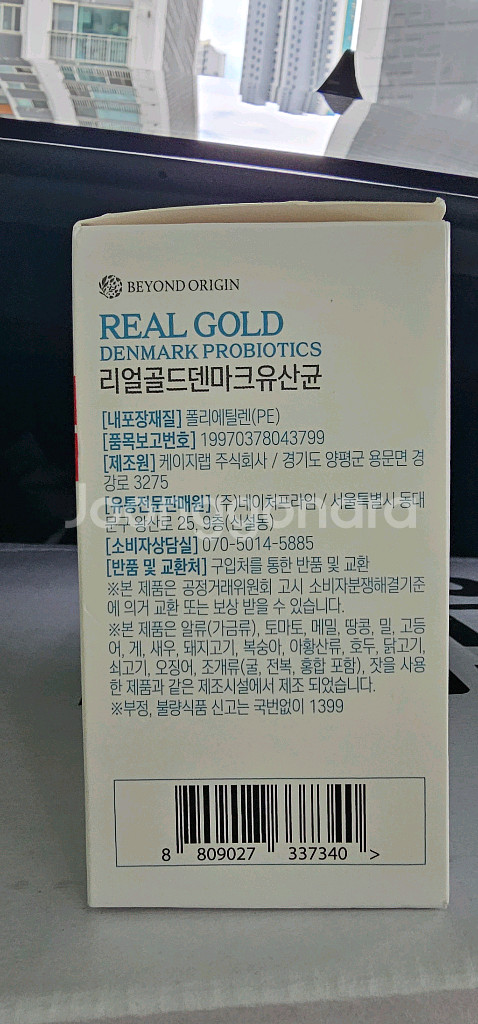 BEYOND ORIGIN
REAL GOLD
DENMARK PROBIOTICS
리얼골드덴마크유산균
[내포장재질] 폴리에틸렌(PE)
[품목보고번호] 19970378043799
[제조원] 케이지랩 주식회사 / 경기도 양평군 용문면 경
강로 3275
[유통전문판매원] (주)네이처프라임 / 서울특별시 동대
문구 왕산로 25, 9층(신설동)
Joonggonara
[소비자상담실] 070-5014-5885
[반품 및 교환처] 구입처를 통한 반품 및 교환
※본 제품은 공정거래위원회 고시 소비자분쟁해결기준
에 의거 교환 또는 보상 받을 수 있습니다.
※본 제품은 알류(가금류), 토마토, 메밀, 땅콩, 밀, 고등
어, 게, 새우, 돼지고기, 복숭아, 아황산류, 호두, 닭고기,
쇠고기, 오징어, 조개류(굴, 전복, 홍합 포함), 잣을 사용
한 제품과 같은 제조시설에서 제조 되었습니다.
※부정, 불량식품 신고는 국번없이 1399
8 809027 337340 >